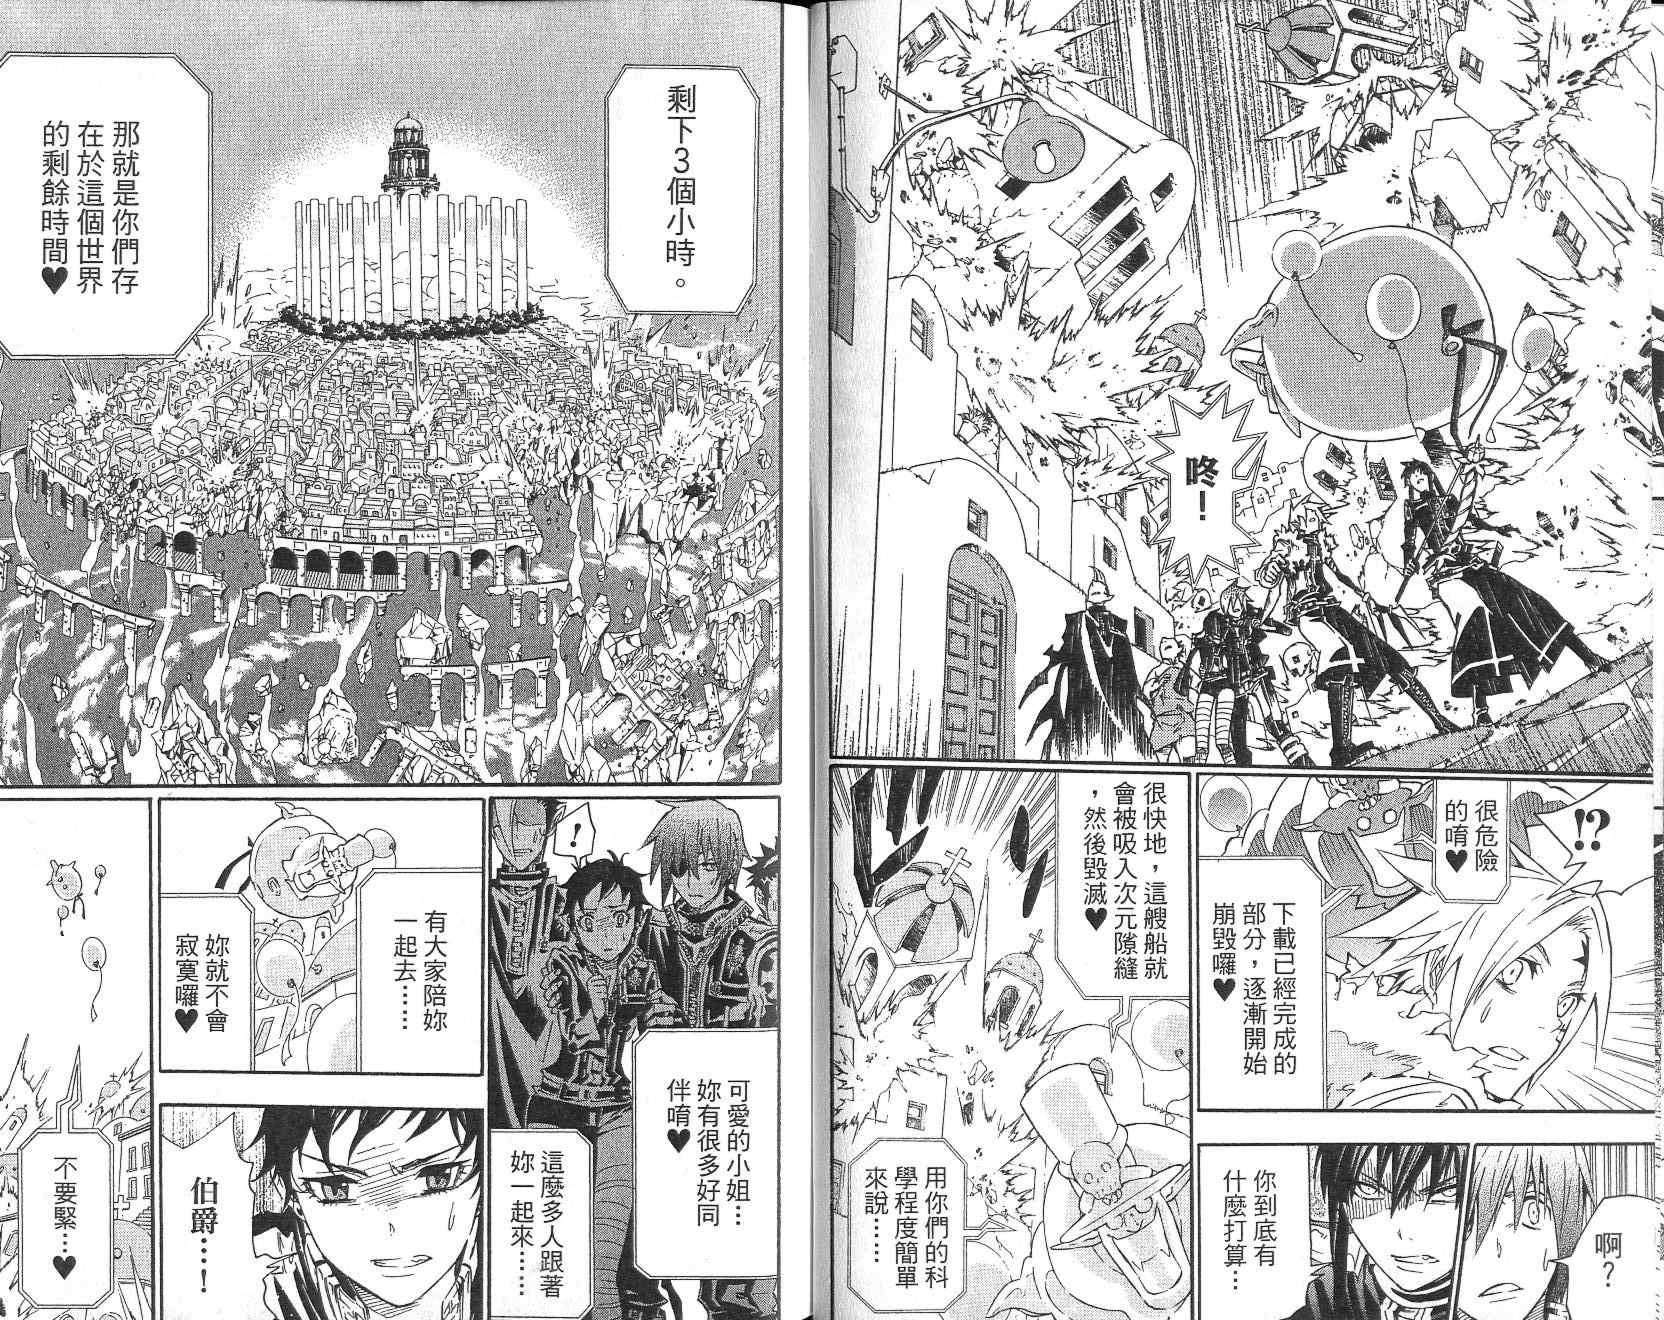 咚！
!?
很危險
的唷♥
下載已經完成的
部分，逐漸開始
崩毀囉♥
啊？
你到底有
什麼打算…
很快地，這艘船就
會被吸入次元隙縫
，然後毀滅♥
用你們的科
學程度簡單
來說……
剩下3個小時。
那就是你們存
在於這個世界
的剩餘時間♥
!
可愛的小姐…
妳有很多好同
伴唷♥
這麼多人跟著
妳一起來……
有大家陪妳
一起去……
妳就不會
寂寞囉♥
伯爵…！
不要緊…♥